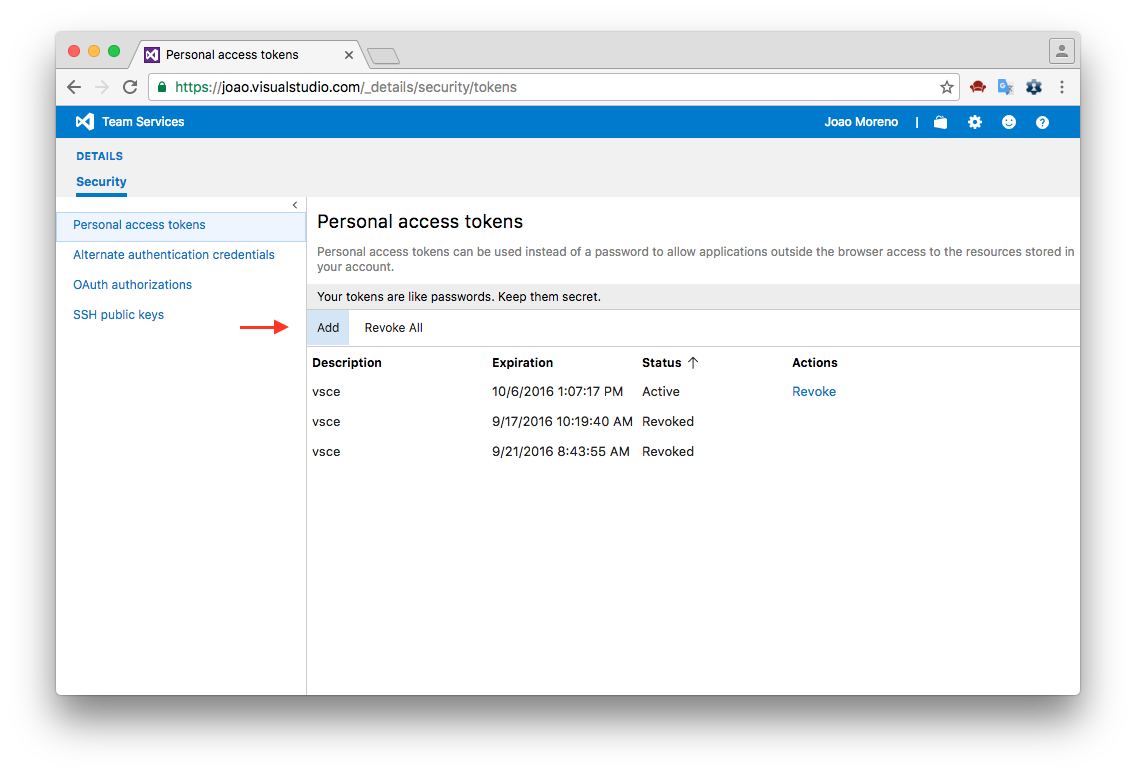 Personal access tokens
https://joao.visualstudio.com/_details/security/tokens
Team Services
Joao Moreno |
DETAILS
Security
Personal access tokens
Alternate authentication credentials
OAuth authorizations
SSH public keys
Personal access tokens
Personal access tokens can be used instead of a password to allow applications outside the browser access to the resources stored in
your account.
Your tokens are like passwords. Keep them secret.
Add Revoke All
Description Expiration Status ↑ Actions
vsce 10/6/2016 1:07:17 PM Active Revoke
vsce 9/17/2016 10:19:40 AM Revoked
vsce 9/21/2016 8:43:55 AM Revoked